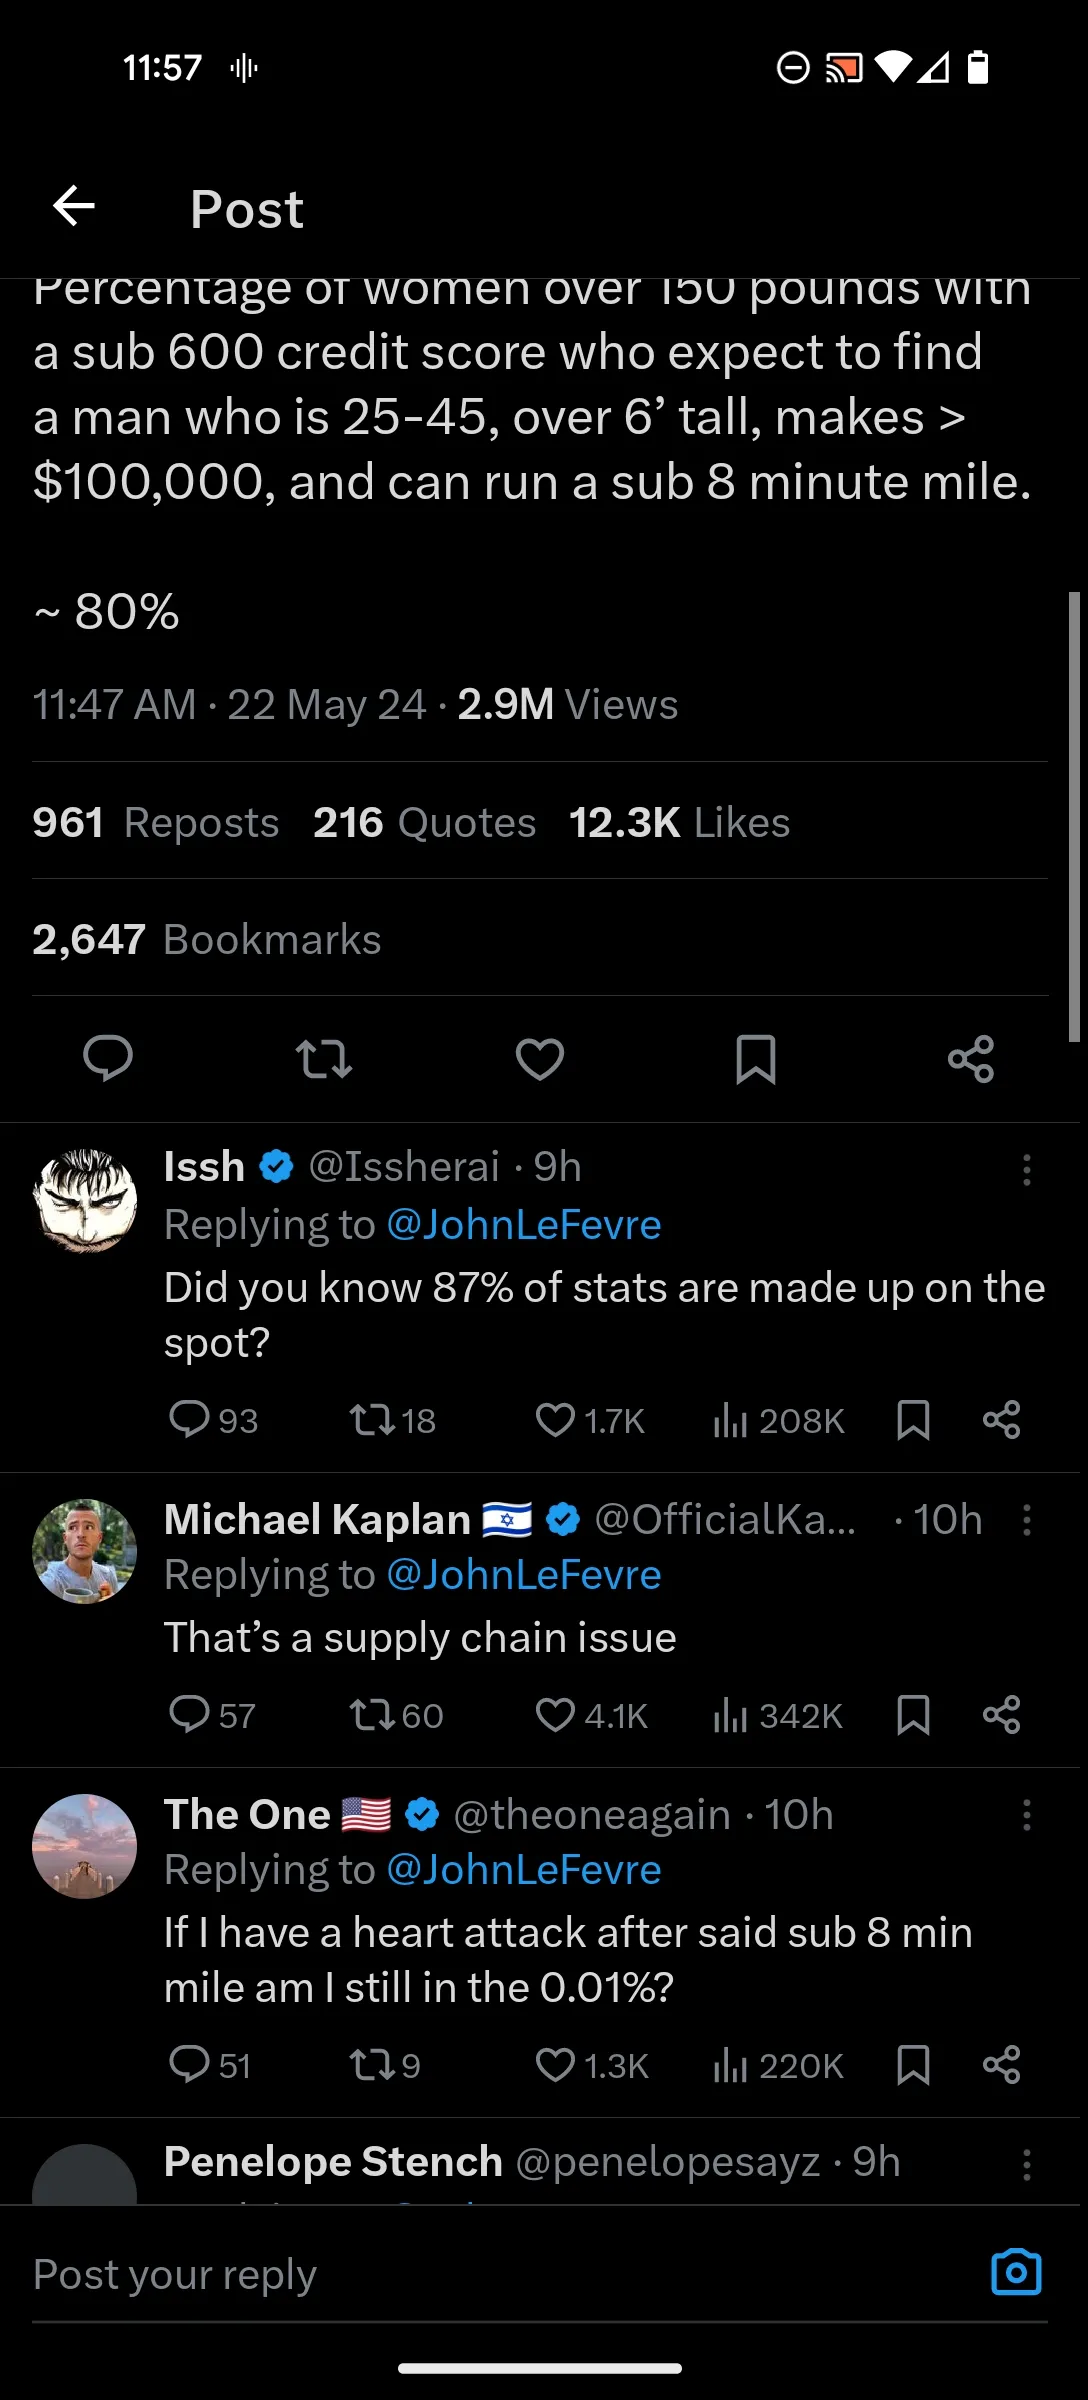 11:57
Post
Percentage of women over 150 pounds with
a sub 600 credit score who expect to find
a man who is 25-45, over 6’ tall, makes >
$100,000, and can run a sub 8 minute mile.
~ 80%
11:47 AM · 22 May 24 · 2.9M Views
961 Reposts 216 Quotes 12.3K Likes
2,647 Bookmarks
Issh @Issherai · 9h
Replying to @JohnLeFevre
Did you know 87% of stats are made up on the
spot?
93 18 1.7K 208K
Michael Kaplan 🇮🇱 @OfficialKa... · 10h
Replying to @JohnLeFevre
That’s a supply chain issue
57 60 4.1K 342K
The One 🇺🇸 @theoneagain · 10h
Replying to @JohnLeFevre
If I have a heart attack after said sub 8 min
mile am I still in the 0.01%?
51 9 1.3K 220K
Penelope Stench @penelopesayz · 9h
Post your reply